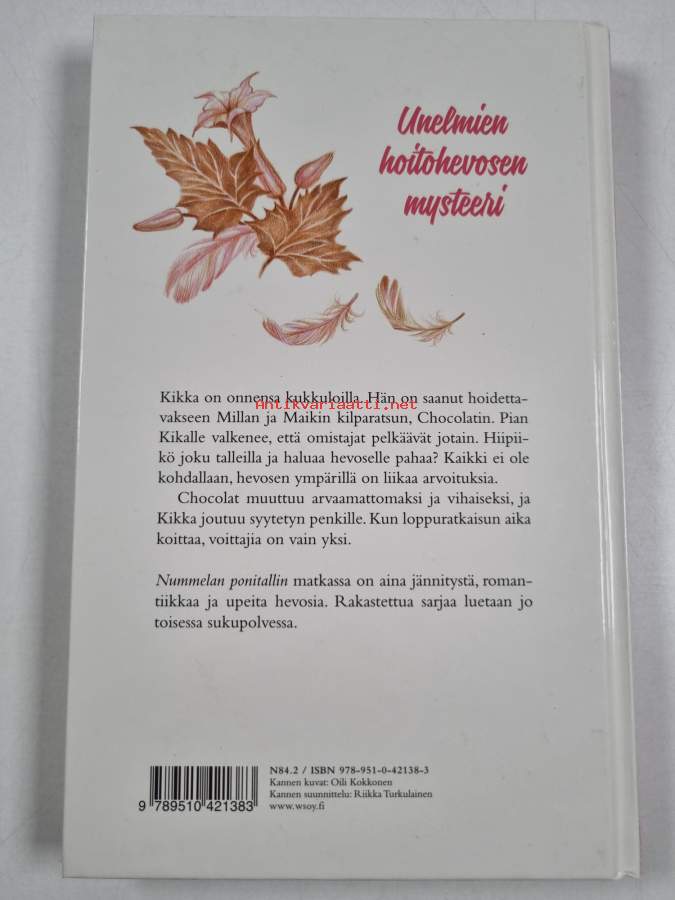 Unelmien
hoitohevosen
mysteeri
Kikka on onnensa kukkuloilla. Hän on saanut hoidetta-
vakseen Millan ja Maikin kilparatsun, Chocolatin. Pian
Antikvariaatti.net
Kikalle valkenee, että omistajat pelkäävät jotain. Hiipii-
kö joku talleilla ja haluaa hevoselle pahaa? Kaikki ei ole
kohdallaan, hevosen ympärillä on liikaa arvoituksia.
Chocolat muuttuu arvaamattomaksi ja vihaiseksi, ja
Kikka joutuu syytetyn penkille. Kun loppuratkaisun aika
koittaa, voittajia on vain yksi.
Nummelan ponitallin matkassa on aina jännitystä, roman-
tiikkaa ja upeita hevosia. Rakastettua sarjaa luetaan jo
toisessa sukupolvessa.
N84.2 / ISBN 978-951-0-42138-3
Kannen kuvat: Oili Kokkonen
Kannen suunnittelu: Riikka Turkulainen
www.wsoy.fi
9 789510 421383